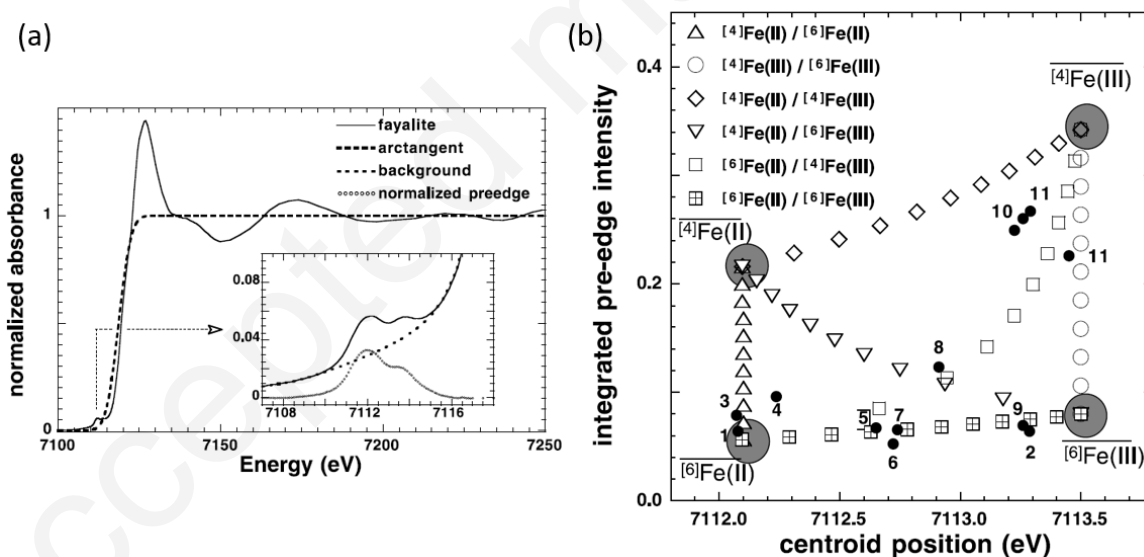 (a)
normalized absorbance
1
0
7100
7150
7200
7250
Energy (eV)
fayalite
arctangent
background
normalized preedge
0.08
0.04
0
7108
7112
7116
(b)
integrated pre-edge intensity
0.4
0.2
0.0
7112.0
7112.5
7113.0
7113.5
centroid position (eV)
[4]Fe(II) / [6]Fe(II)
[4]Fe(III) / [6]Fe(III)
[4]Fe(II) / [4]Fe(III)
[4]Fe(II) / [6]Fe(III)
[6]Fe(II) / [4]Fe(III)
[6]Fe(II) / [6]Fe(III)
[4]Fe(III)
[4]Fe(II)
[6]Fe(II)
[6]Fe(III)
11
10
11
8
3
4
5
7
9
1
6
2